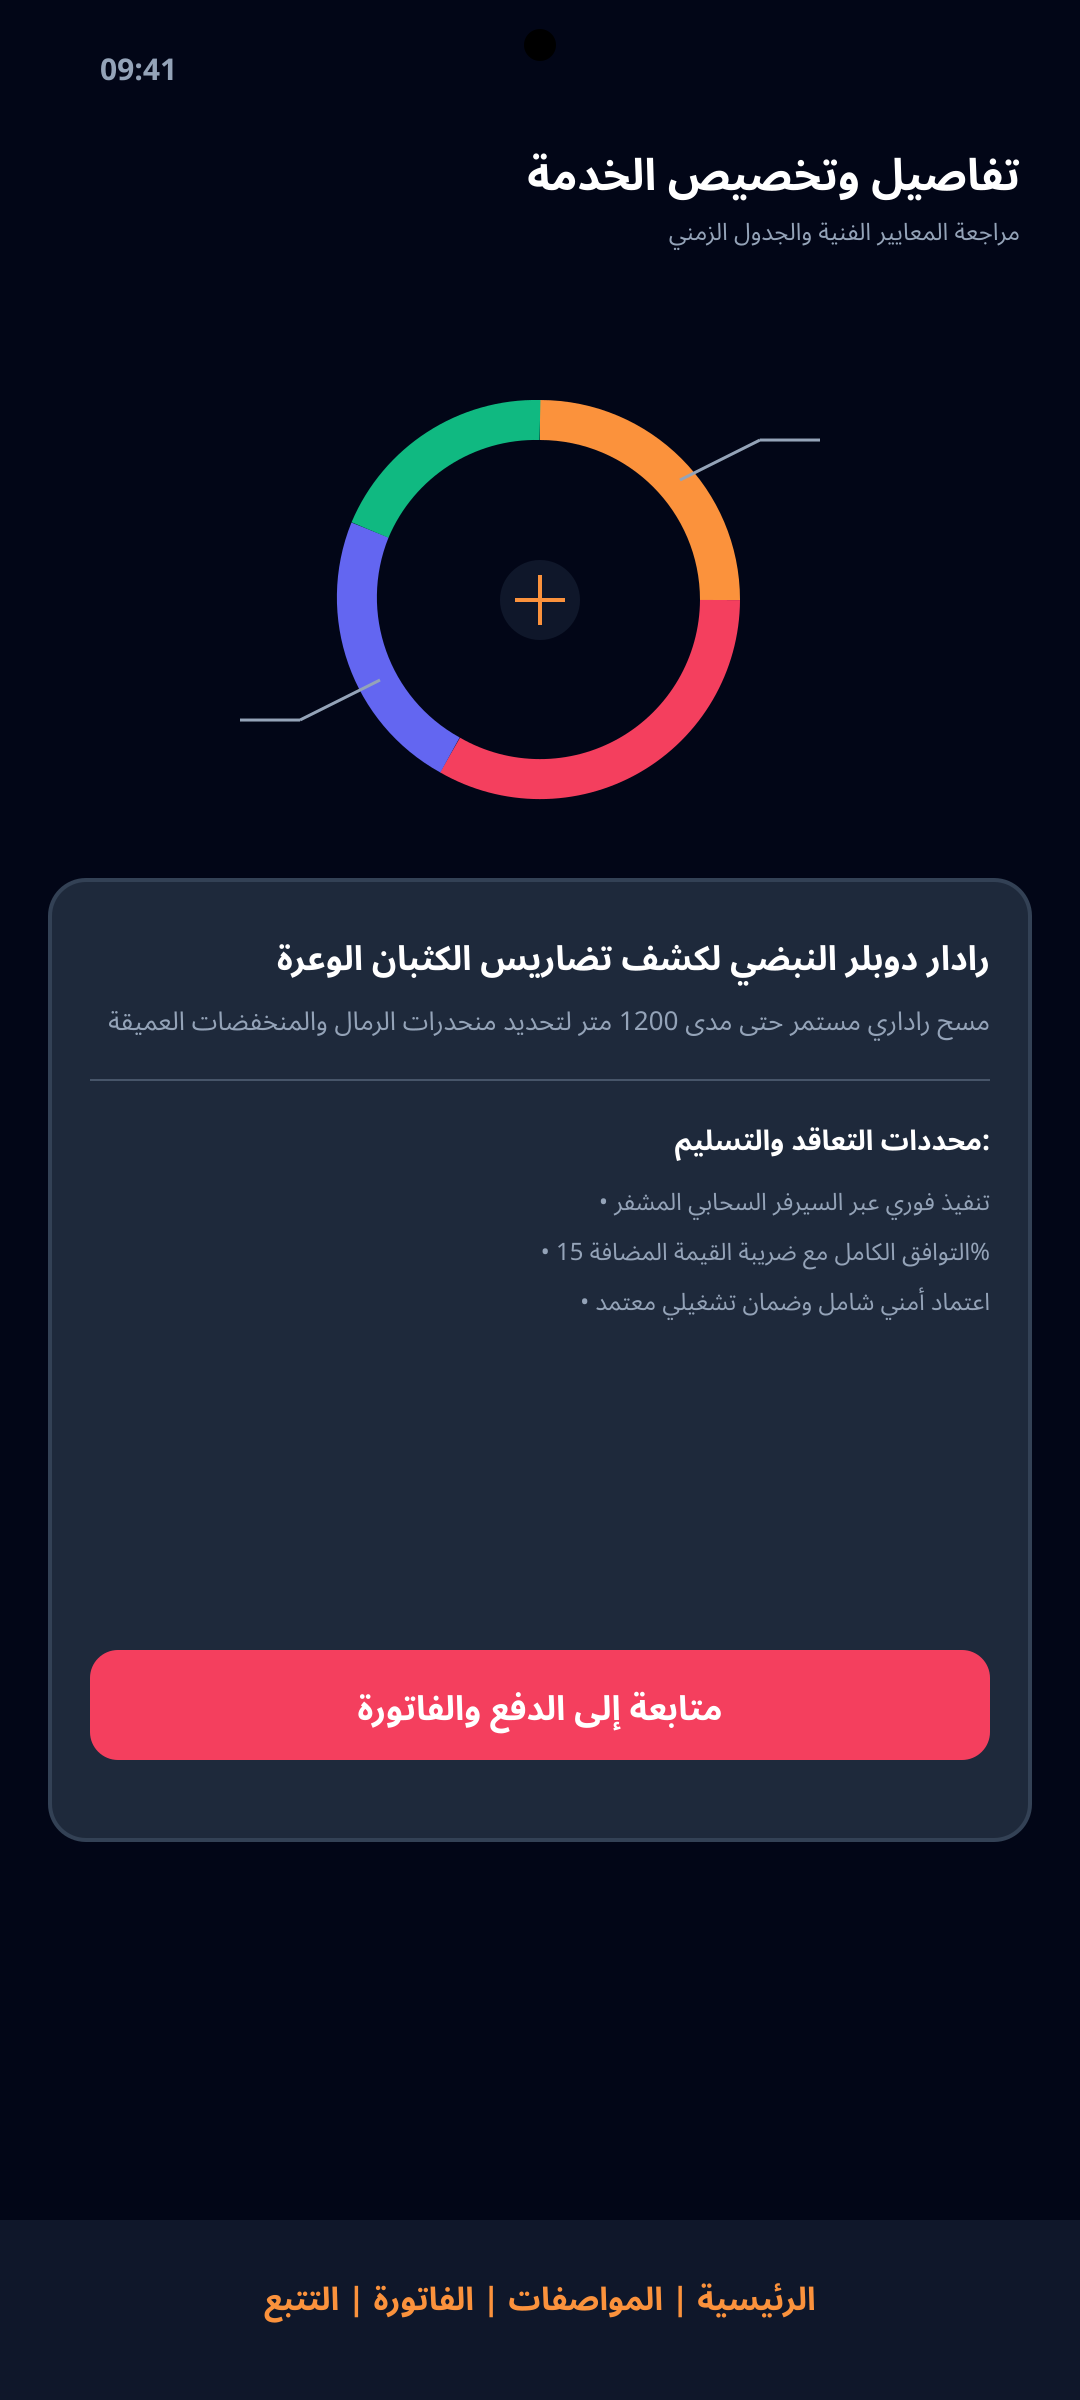 09:41
تفاصيل وتخصيص الخدمة
مراجعة المعايير الفنية والجدول الزمني
رادار دوبلر النبضي لكشف تضاريس الكثبان الوعرة
مسح راداري مستمر حتى مدى 1200 متر لتحديد منحدرات الرمال والمنخفضات العميقة
محددات التعاقد والتسليم:
• تنفيذ فوري عبر السيرفر السحابي المشفر
• التوافق الكامل مع ضريبة القيمة المضافة 15%
• اعتماد أمني شامل وضمان تشغيلي معتمد
متابعة إلى الدفع والفاتورة
الرئيسية | المواصفات | الفاتورة | التتبع